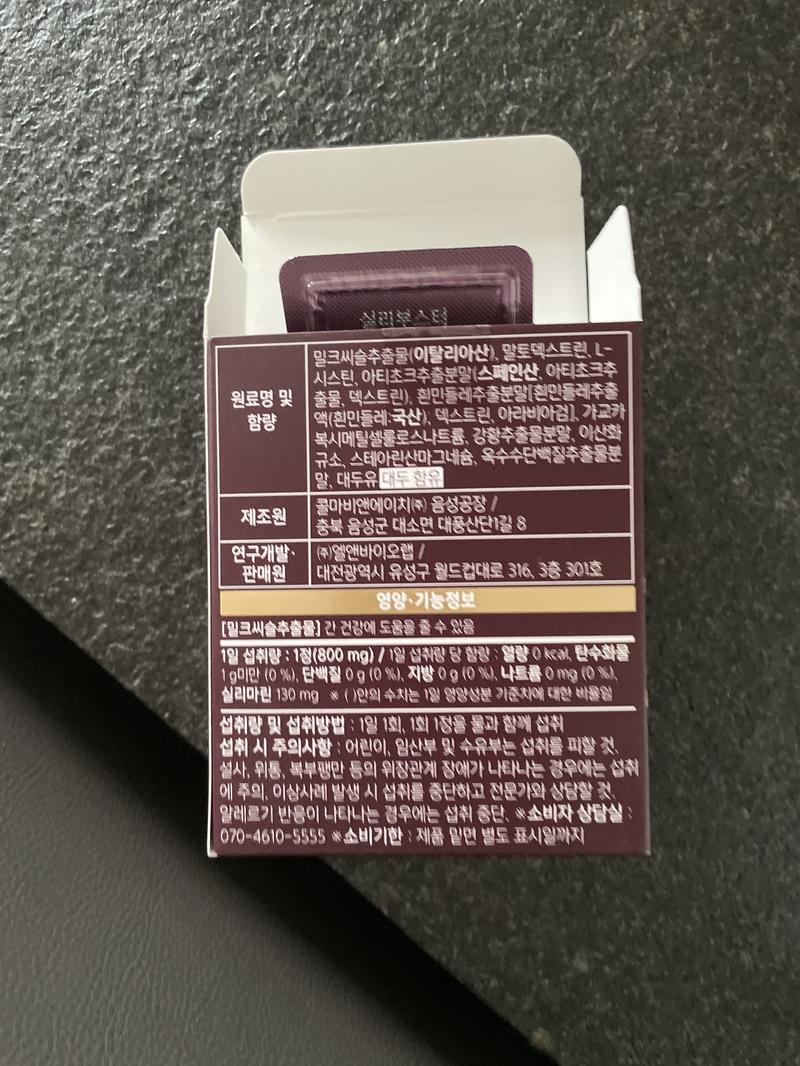 실리부스터
원료명 및
함량
밀크씨슬추출물(이탈리아산), 말토덱스트린, L-
시스틴, 아티초크추출분말(스페인산, 아티초크추
출물, 덱스트린), 흰민들레추출분말[흰민들레추출
액(흰민들레:국산), 덱스트린, 아라비아검], 가교카
복시메틸셀룰로스나트륨, 강황추출물분말, 이산화
규소, 스테아린산마그네슘, 옥수수단백질추출물분
말, 대두유 대두 함유
제조원
콜마비앤에이치㈜ 음성공장 /
충북 음성군 대소면 대풍산단1길 8
연구개발·
판매원
㈜엘앤바이오랩 /
대전광역시 유성구 월드컵대로 316, 3층 301호
영양·기능정보
[밀크씨슬추출물] 간 건강에 도움을 줄 수 있음
1일 섭취량 : 1정(800 mg) / 1일 섭취량 당 함량 : 열량 0 kcal, 탄수화물
1 g미만 (0 %), 단백질 0 g (0 %), 지방 0 g (0 %), 나트륨 0 mg (0 %),
실리마린 130 mg ※ ( )안의 수치는 1일 영양성분 기준치에 대한 비율임
섭취량 및 섭취방법 : 1일 1회, 1회 1정을 물과 함께 섭취
섭취 시 주의사항 : 어린이, 임산부 및 수유부는 섭취를 피할 것.
설사, 위통, 복부팽만 등의 위장관계 장애가 나타나는 경우에는 섭취
에 주의. 이상사례 발생 시 섭취를 중단하고 전문가와 상담할 것.
알레르기 반응이 나타나는 경우에는 섭취 중단. ※소비자 상담실 :
070-4610-5555 ※소비기한 : 제품 밑면 별도 표시일까지